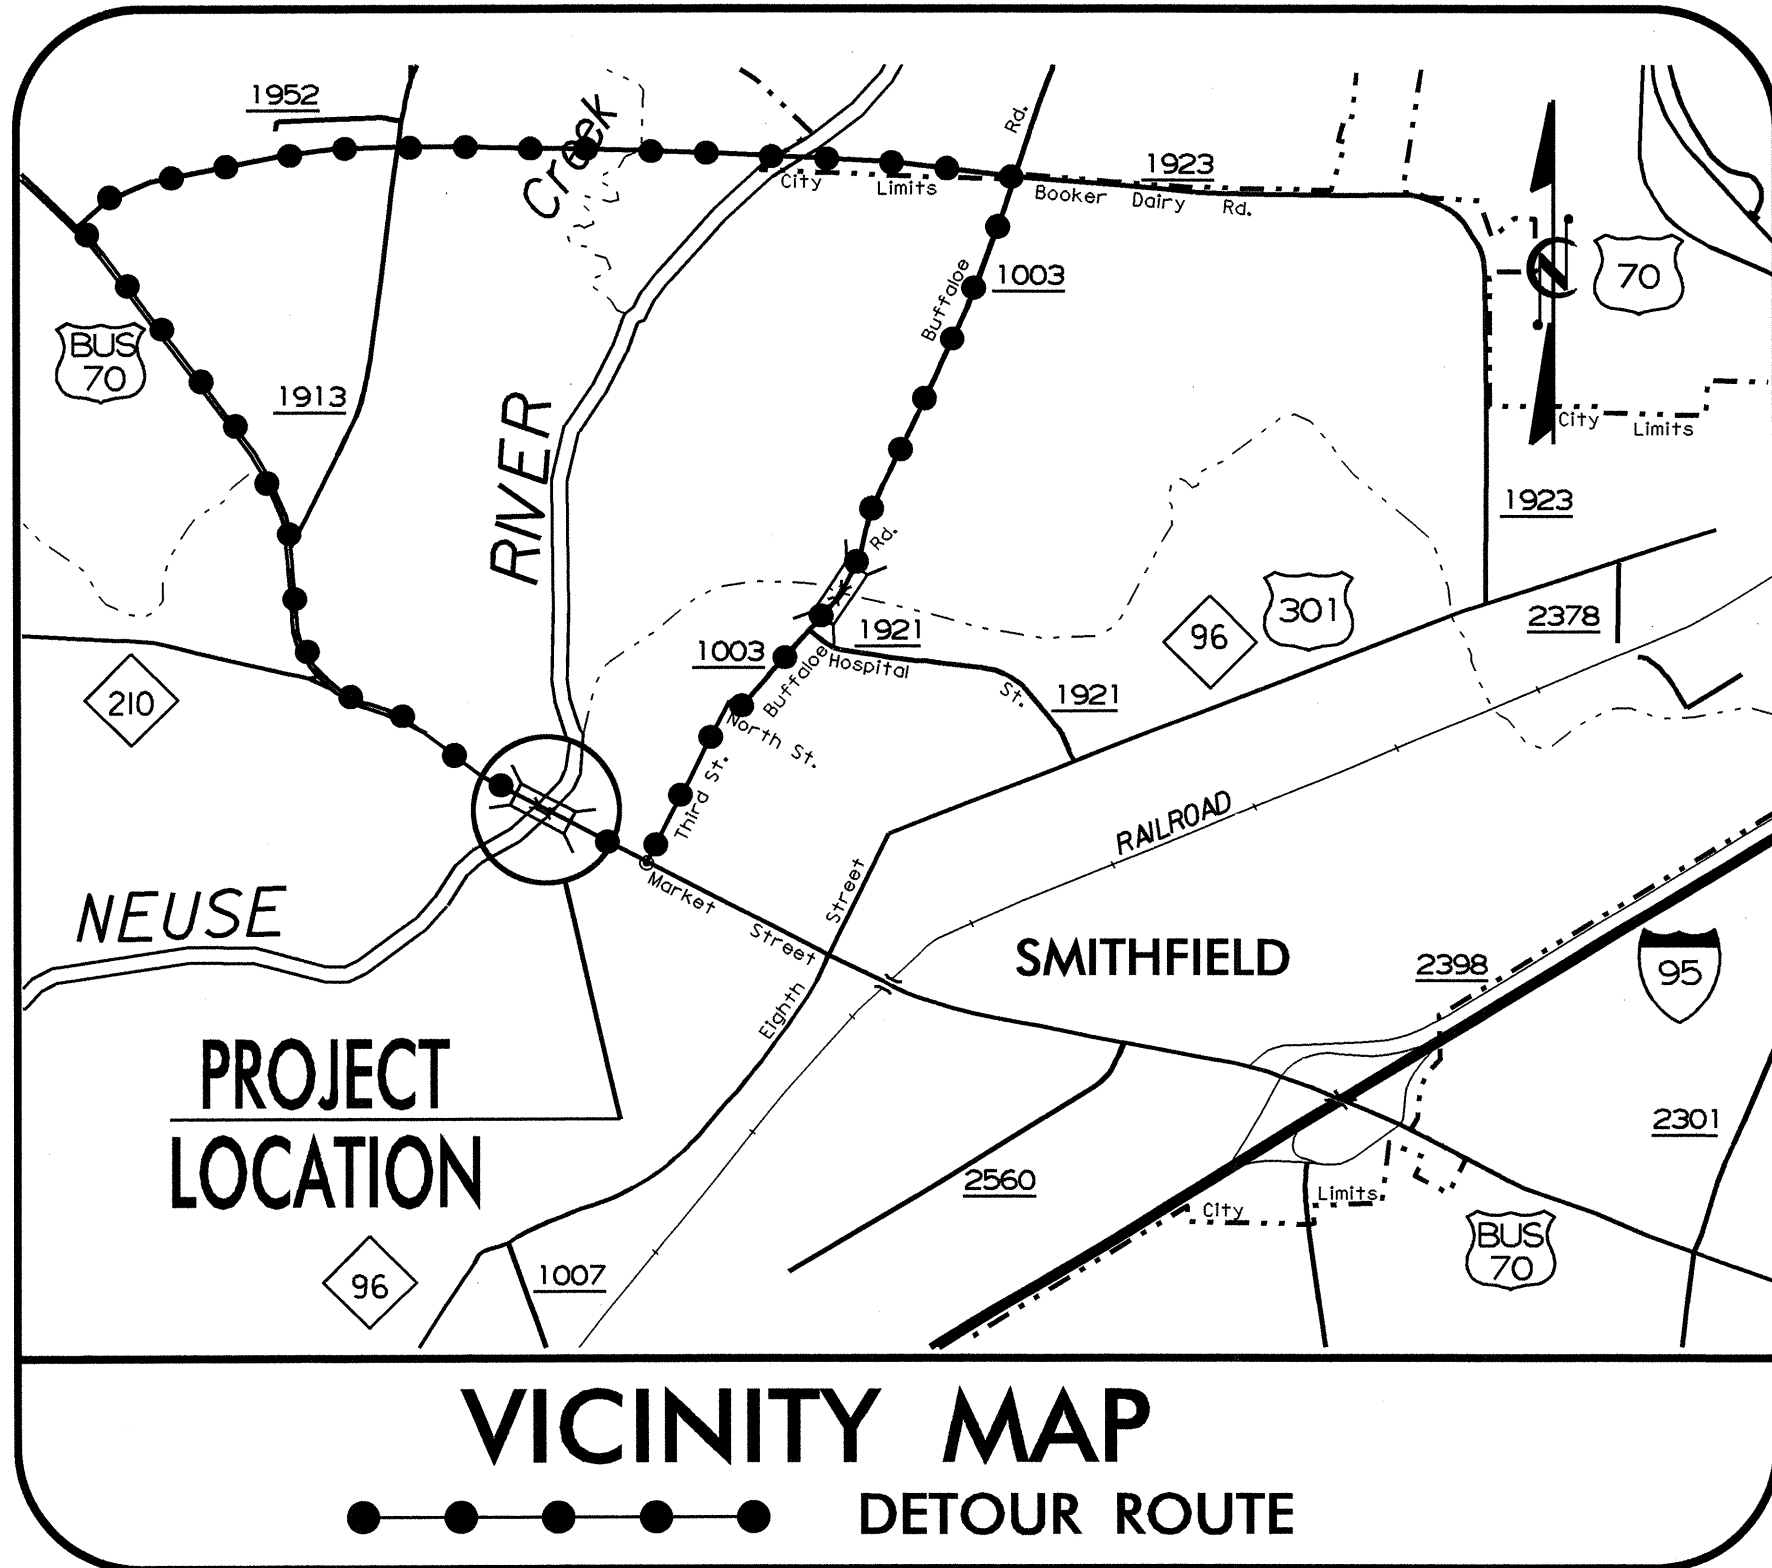 1952
Creek
Rd.
1923
City Limits
Booker Dairy Rd.
Buffaloe
1003
N
70
BUS
70
1913
City Limits
RIVER
1923
Rd.
301
96
2378
1921
1003
Buffaloe
Hospital St.
1921
210
North St.
Third St.
RAILROAD
NEUSE
Market Street
Street
Eighth
SMITHFIELD
2398
95
PROJECT
LOCATION
2301
2560
City Limits
BUS
70
96
1007
VICINITY MAP
DETOUR ROUTE